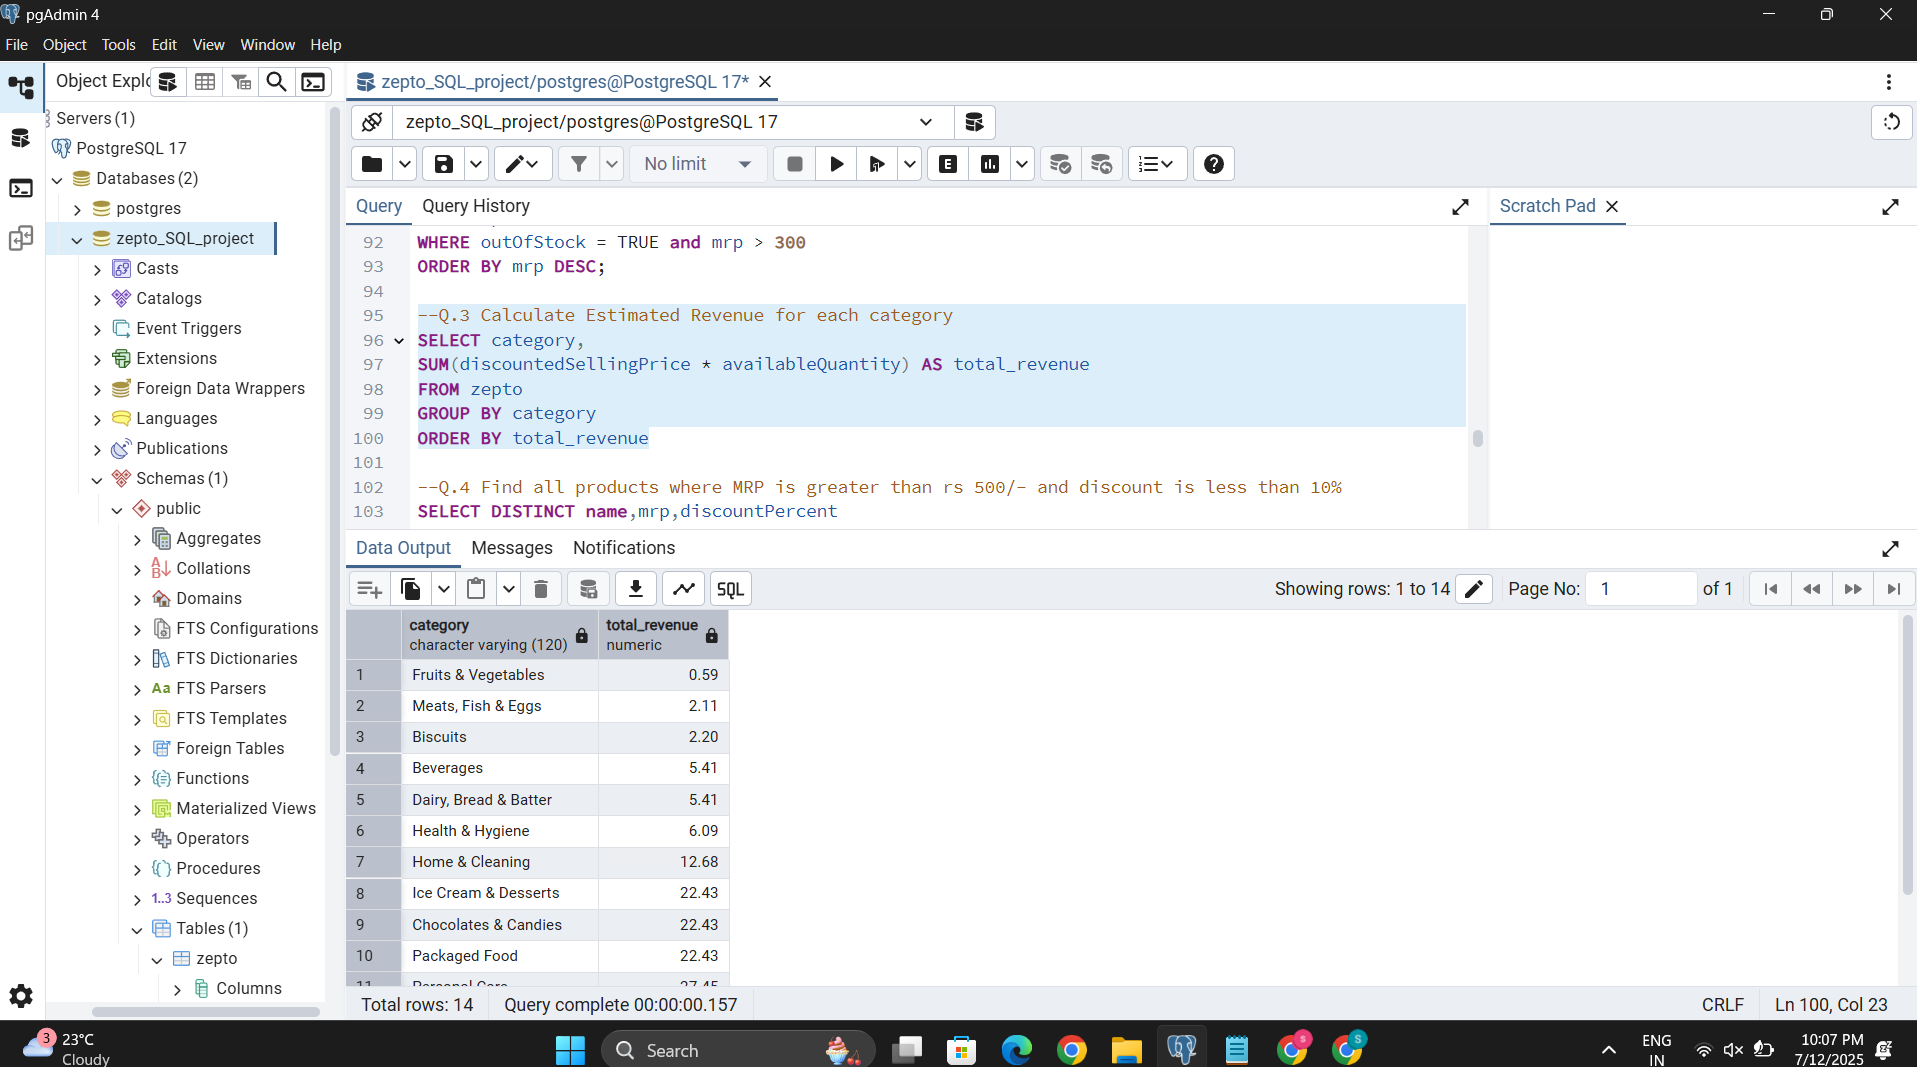 pgAdmin 4
File Object Tools Edit View Window Help
Object Explo
zepto_SQL_project/postgres@PostgreSQL 17*
Servers (1)
PostgreSQL 17
Databases (2)
postgres
zepto_SQL_project
Casts
Catalogs
Event Triggers
Extensions
Foreign Data Wrappers
Languages
Publications
Schemas (1)
public
Aggregates
Collations
Domains
FTS Configurations
FTS Dictionaries
Aa FTS Parsers
FTS Templates
Foreign Tables
Functions
Materialized Views
Operators
Procedures
1..3 Sequences
Tables (1)
zepto
Columns
zepto_SQL_project/postgres@PostgreSQL 17
No limit
E
Query Query History
Scratch Pad
92 WHERE outOfStock = TRUE and mrp > 300
93 ORDER BY mrp DESC;
94
95 --Q.3 Calculate Estimated Revenue for each category
96 SELECT category,
97 SUM(discountedSellingPrice * availableQuantity) AS total_revenue
98 FROM zepto
99 GROUP BY category
100 ORDER BY total_revenue
101
102 --Q.4 Find all products where MRP is greater than rs 500/- and discount is less than 10%
103 SELECT DISTINCT name,mrp,discountPercent
Data Output Messages Notifications
SQL
Showing rows: 1 to 14 Page No: 1 of 1
category total_revenue
character varying (120) numeric
1 Fruits & Vegetables 0.59
2 Meats, Fish & Eggs 2.11
3 Biscuits 2.20
4 Beverages 5.41
5 Dairy, Bread & Batter 5.41
6 Health & Hygiene 6.09
7 Home & Cleaning 12.68
8 Ice Cream & Desserts 22.43
9 Chocolates & Candies 22.43
10 Packaged Food 22.43
11 Personal Care
Total rows: 14 Query complete 00:00:00.157 CRLF Ln 100, Col 23
3
23°C
Cloudy
Search
S
S
ENG
IN
10:07 PM
7/12/2025